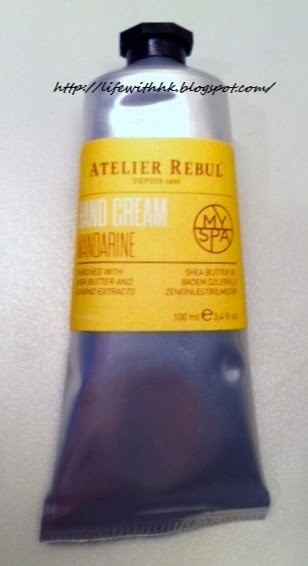 http://lifewithhk.blogspot.com/
ATELIER REBUL
DEPUIS 1895
HAND CREAM
MANDARINE
MY
SPA
ENRICHED WITH
SHEA BUTTER AND
ALMOND EXTRACTS
SHEA BUTTER VE
BADEM ÖZLERİYLE
ZENGİNLEŞTİRİLMİŞTİR
100 ml e 3,4 fl oz